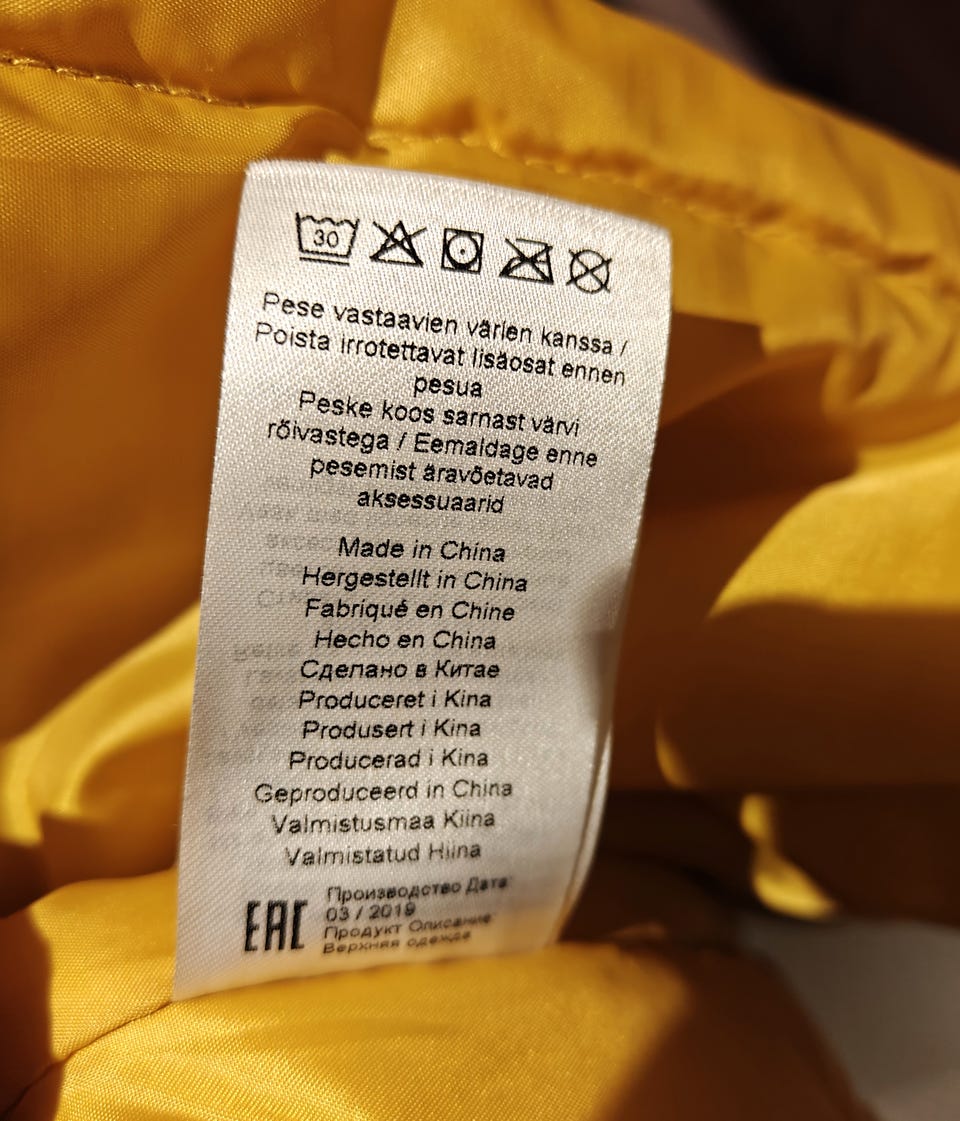 30
Pese vastaavien värien kanssa /
Poista irrotettavat lisäosat ennen
pesua
Peske koos sarnast värvi
rõivastega / Eemaldage enne
pesemist äravõetavad
aksessuaarid
Made in China
Hergestellt in China
Fabriqué en Chine
Hecho en China
Сделано в Китае
Produceret i Kina
Produsert i Kina
Producerad i Kina
Geproduceerd in China
Valmistusmaa Kiina
Valmistatud Hiina
EAC
Производство Дата
03 / 2019
Продукт Описание
Верхняя одежда